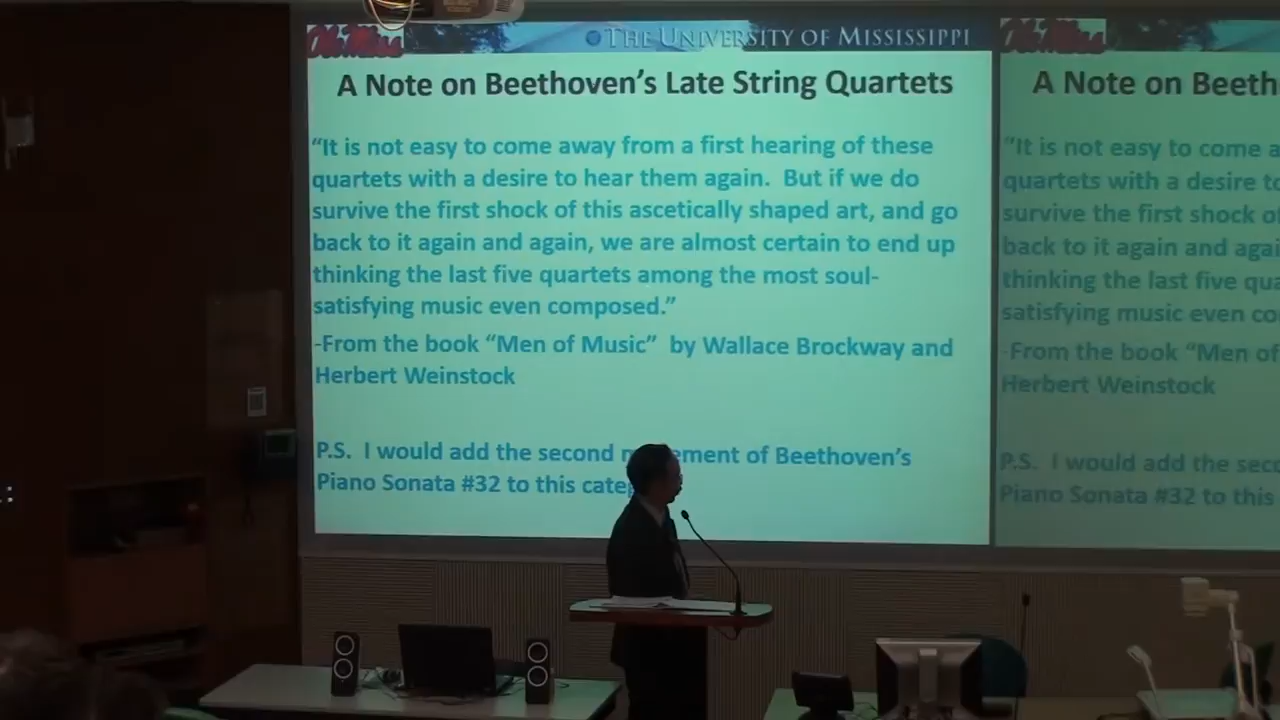 Ole Miss
THE UNIVERSITY OF MISSISSIPPI
A Note on Beethoven's Late String Quartets
“It is not easy to come away from a first hearing of these
quartets with a desire to hear them again.  But if we do
survive the first shock of this ascetically shaped art, and go
back to it again and again, we are almost certain to end up
thinking the last five quartets among the most soul-
satisfying music even composed.”
-From the book “Men of Music”  by Wallace Brockway and
Herbert Weinstock
P.S.  I would add the second ement of Beethoven's
Piano Sonata #32 to this cate
Ole Miss
A Note on Beeth
“It is not easy to come a
quartets with a desire to
survive the first shock o
back to it again and agai
thinking the last five qua
satisfying music even co
-From the book “Men of
Herbert Weinstock
P.S.  I would add the seco
Piano Sonata #32 to this